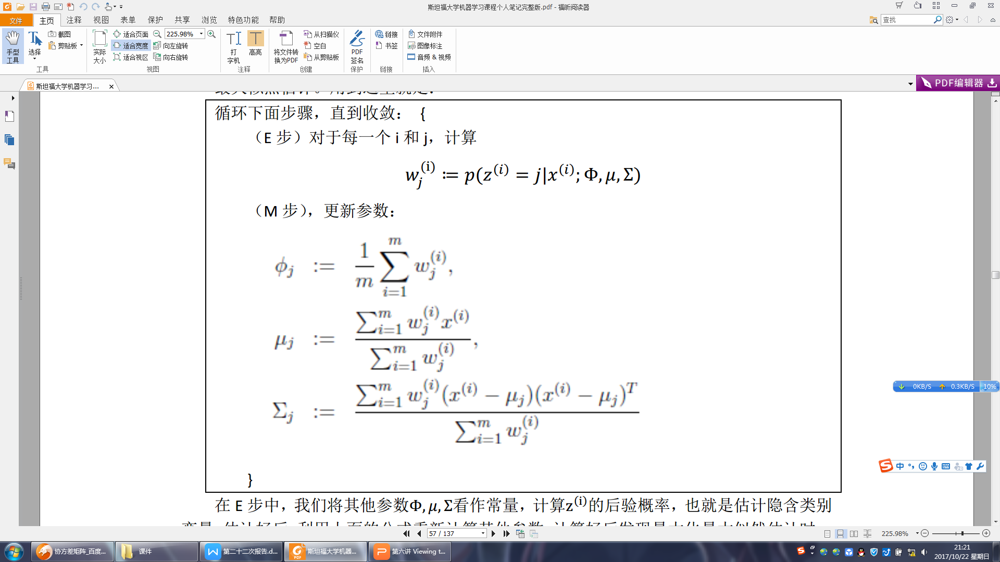 斯坦福大学机器学习课程个人笔记完整版.pdf - 福昕阅读器
文件 主页 注释 视图 表单 保护 共享 浏览 特色功能 帮助
查找
手型工具
选择
截图
剪贴板
工具
实际大小
适合页面
适合宽度
适合视区
225.98%
向左旋转
向右旋转
视图
打字机
高亮
注释
将文件转换为PDF
从扫描仪
空白
从剪贴板
创建
PDF签名
保护
链接
书签
链接
文件附件
图像标注
音频 & 视频
插入
斯坦福大学机器学习...
PDF编辑器
循环下面步骤，直到收敛： {
（E 步）对于每一个 i 和 j，计算
w_j^{(i)} ≔ p(z^{(i)} = j|x^{(i)}; Φ, μ, Σ)
（M 步），更新参数：
ϕ_j := \frac{1}{m} \sum_{i=1}^{m} w_j^{(i)},
μ_j := \frac{\sum_{i=1}^{m} w_j^{(i)} x^{(i)}}{\sum_{i=1}^{m} w_j^{(i)}},
Σ_j := \frac{\sum_{i=1}^{m} w_j^{(i)} (x^{(i)} − μ_j)(x^{(i)} − μ_j)^T}{\sum_{i=1}^{m} w_j^{(i)}}
}
在 E 步中，我们将其他参数Φ, μ, Σ看作常量，计算z^{(i)}的后验概率，也就是估计隐含类别
0KB/S 0.3KB/S 10%
中
57 / 137
225.98%
协方差矩阵_百度...
课件
第二十二次报告.d...
斯坦福大学机器...
第六讲 Viewing t...
21:21
2017/10/22 星期日